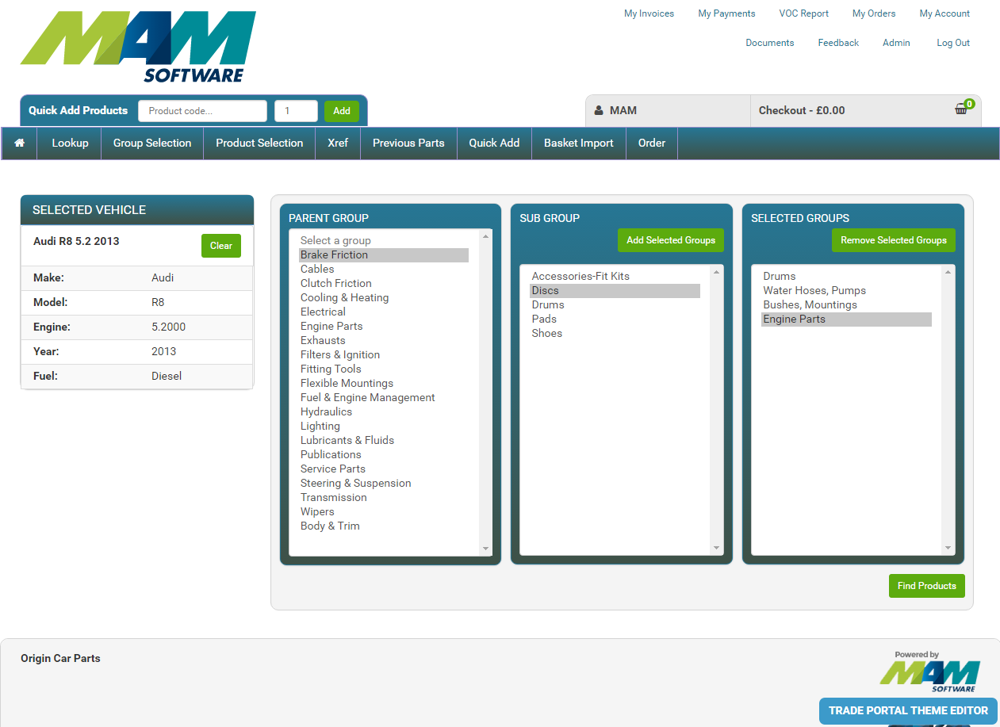 MAM
SOFTWARE
My Invoices My Payments VOC Report My Orders My Account
Documents Feedback Admin Log Out
Quick Add Products Product code... 1 Add
MAM Checkout - £0.00 0
Lookup Group Selection Product Selection Xref Previous Parts Quick Add Basket Import Order
SELECTED VEHICLE
Audi R8 5.2 2013 Clear
Make: Audi
Model: R8
Engine: 5.2000
Year: 2013
Fuel: Diesel
PARENT GROUP
Select a group
Brake Friction
Cables
Clutch Friction
Cooling & Heating
Electrical
Engine Parts
Exhausts
Filters & Ignition
Fitting Tools
Flexible Mountings
Fuel & Engine Management
Hydraulics
Lighting
Lubricants & Fluids
Publications
Service Parts
Steering & Suspension
Transmission
Wipers
Body & Trim
SUB GROUP
Add Selected Groups
Accessories-Fit Kits
Discs
Drums
Pads
Shoes
SELECTED GROUPS
Remove Selected Groups
Drums
Water Hoses, Pumps
Bushes, Mountings
Engine Parts
Find Products
Origin Car Parts
Powered by
MAM
SOFTWARE
TRADE PORTAL THEME EDITOR